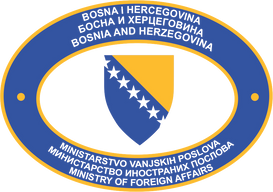 BOSNA I HERCEGOVINA
БОСНА И ХЕРЦЕГОВИНА
BOSNIA AND HERZEGOVINA
MINISTARSTVO VANJSKIH POSLOVA
МИНИСТАРСТВО ИНОСТРАНИХ ПОСЛОВА
MINISTRY OF FOREIGN AFFAIRS